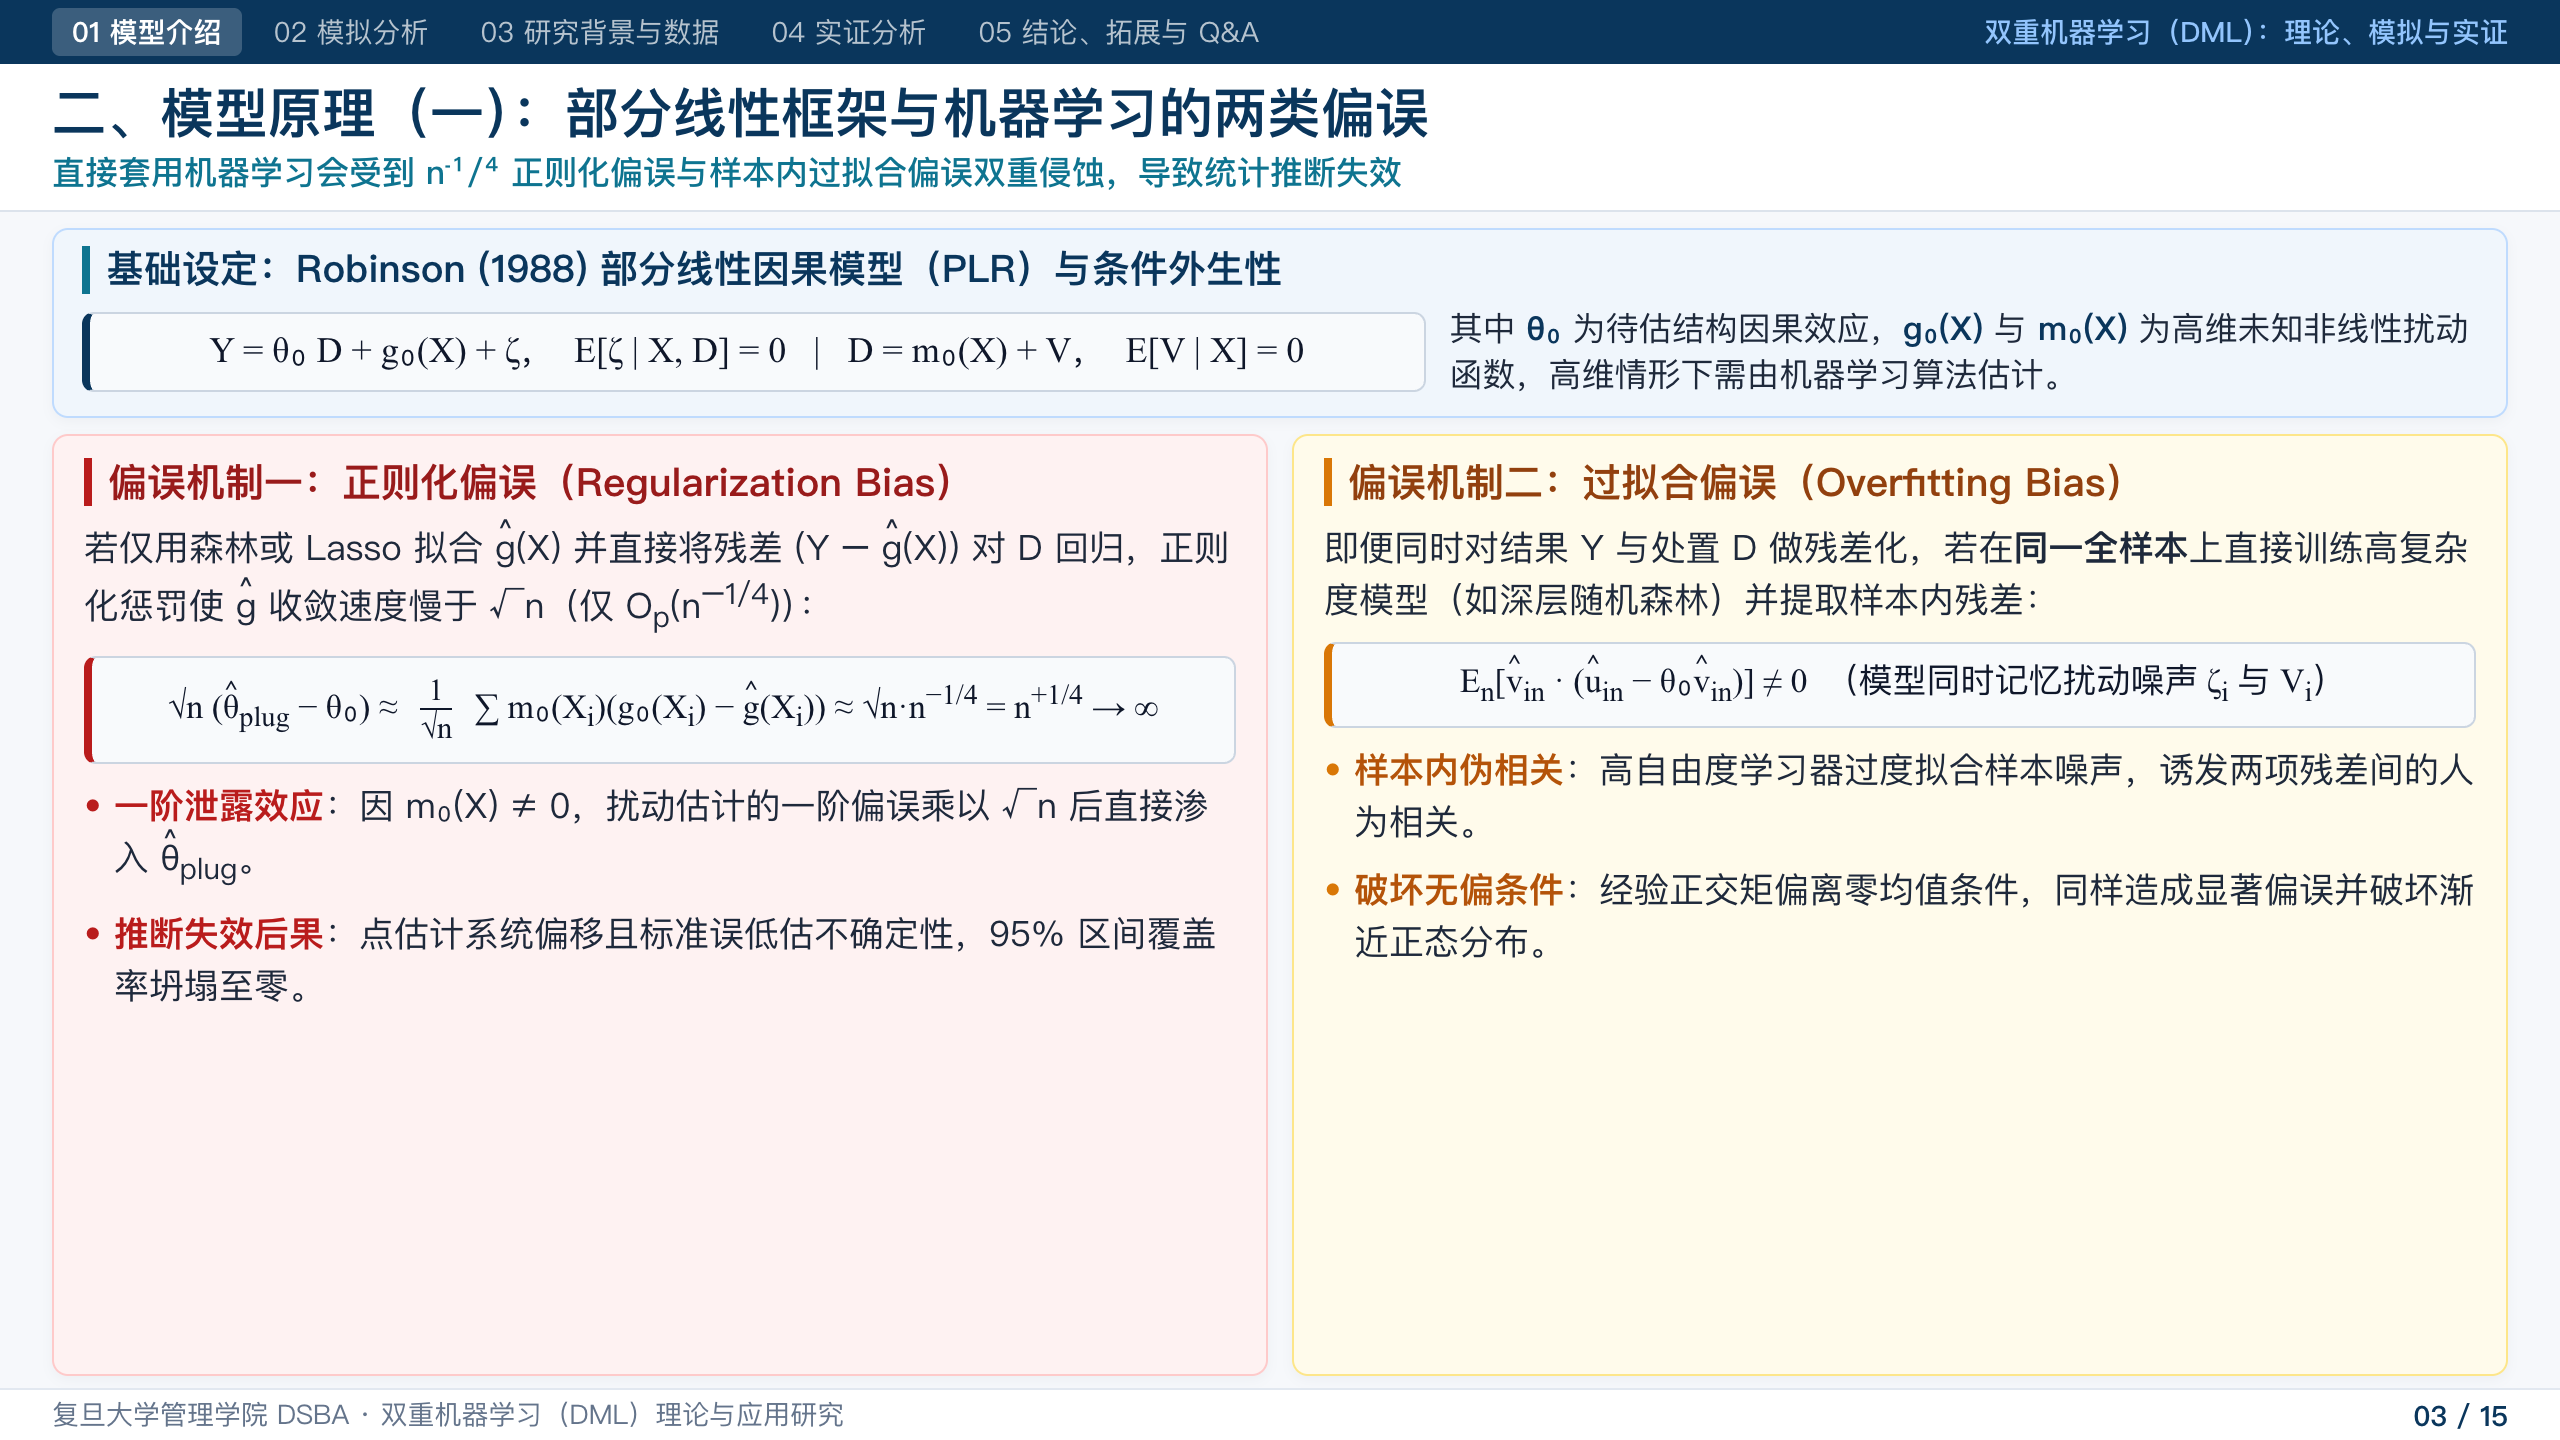 01 模型介绍 02 模拟分析 03 研究背景与数据 04 实证分析 05 结论、拓展与 Q&A 双重机器学习（DML）：理论、模拟与实证
二、模型原理（一）：部分线性框架与机器学习的两类偏误
直接套用机器学习会受到 n⁻¹/⁴ 正则化偏误与样本内过拟合偏误双重侵蚀，导致统计推断失效
基础设定：Robinson (1988) 部分线性因果模型（PLR）与条件外生性
Y = θ₀ D + g₀(X) + ζ, E[ζ | X, D] = 0 | D = m₀(X) + V, E[V | X] = 0
其中 θ₀ 为待估结构因果效应，g₀(X) 与 m₀(X) 为高维未知非线性扰动
函数，高维情形下需由机器学习算法估计。
偏误机制一：正则化偏误（Regularization Bias）
若仅用森林或 Lasso 拟合 ĝ(X) 并直接将残差 (Y − ĝ(X)) 对 D 回归，正则
化惩罚使 ĝ 收敛速度慢于 √n（仅 Oₚ(n^−1/4)）：
√n (θ̂_plug − θ₀) ≈ 1/√n ∑ m₀(Xᵢ)(g₀(Xᵢ) − ĝ(Xᵢ)) ≈ √n·n^−1/4 = n^+1/4 → ∞
• 一阶泄露效应：因 m₀(X) ≠ 0，扰动估计的一阶偏误乘以 √n 后直接渗
入 θ̂_plug。
• 推断失效后果：点估计系统偏移且标准误低估不确定性，95% 区间覆盖
率坍塌至零。
偏误机制二：过拟合偏误（Overfitting Bias）
即便同时对结果 Y 与处置 D 做残差化，若在同一全样本上直接训练高复杂
度模型（如深层随机森林）并提取样本内残差：
Eₙ[v̂_in · (û_in − θ₀v̂_in)] ≠ 0 （模型同时记忆扰动噪声 ζᵢ 与 Vᵢ）
• 样本内伪相关：高自由度学习器过度拟合样本噪声，诱发两项残差间的人
为相关。
• 破坏无偏条件：经验正交矩偏离零均值条件，同样造成显著偏误并破坏渐
近正态分布。
复旦大学管理学院 DSBA · 双重机器学习（DML）理论与应用研究
03 / 15